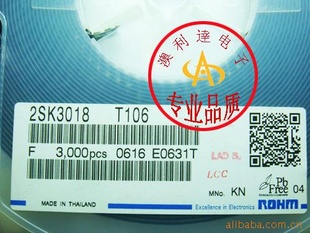 澳利達电子
专业品质
2SK3018 T106
F 3,000pcs 0616 E0631T
LAD B.
LCC
Pb
Free 04
MNo. KN
MADE IN THAILAND
Excellence in Electronics
ROHM